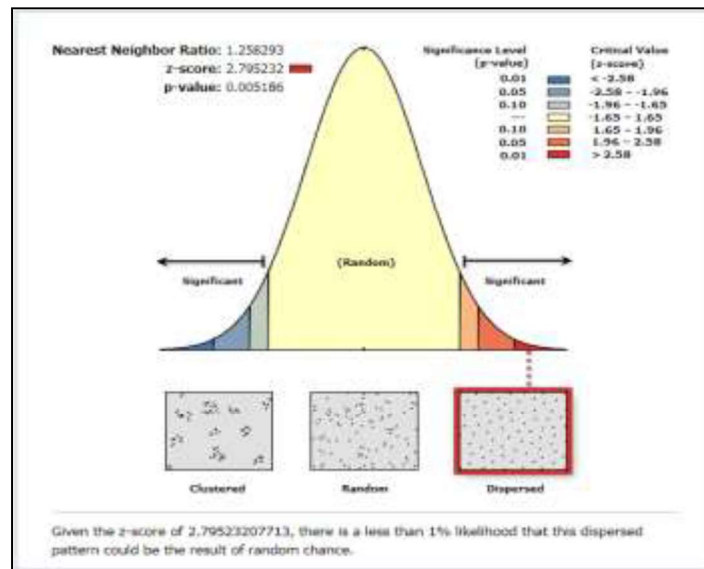 Nearest Neighbor Ratio: 1.258293
z-score: 2.795232
p-value: 0.005186
Significance Level (p-value)
Critical Value (z-score)
0.01 < -2.58
0.05 -2.58 - -1.96
0.10 -1.96 - -1.65
--- -1.65 - 1.65
0.10 1.65 - 1.96
0.05 1.96 - 2.58
0.01 > 2.58
(Random)
Significant Significant
Clustered Random Dispersed
Given the z-score of 2.79523207713, there is a less than 1% likelihood that this dispersed
pattern could be the result of random chance.